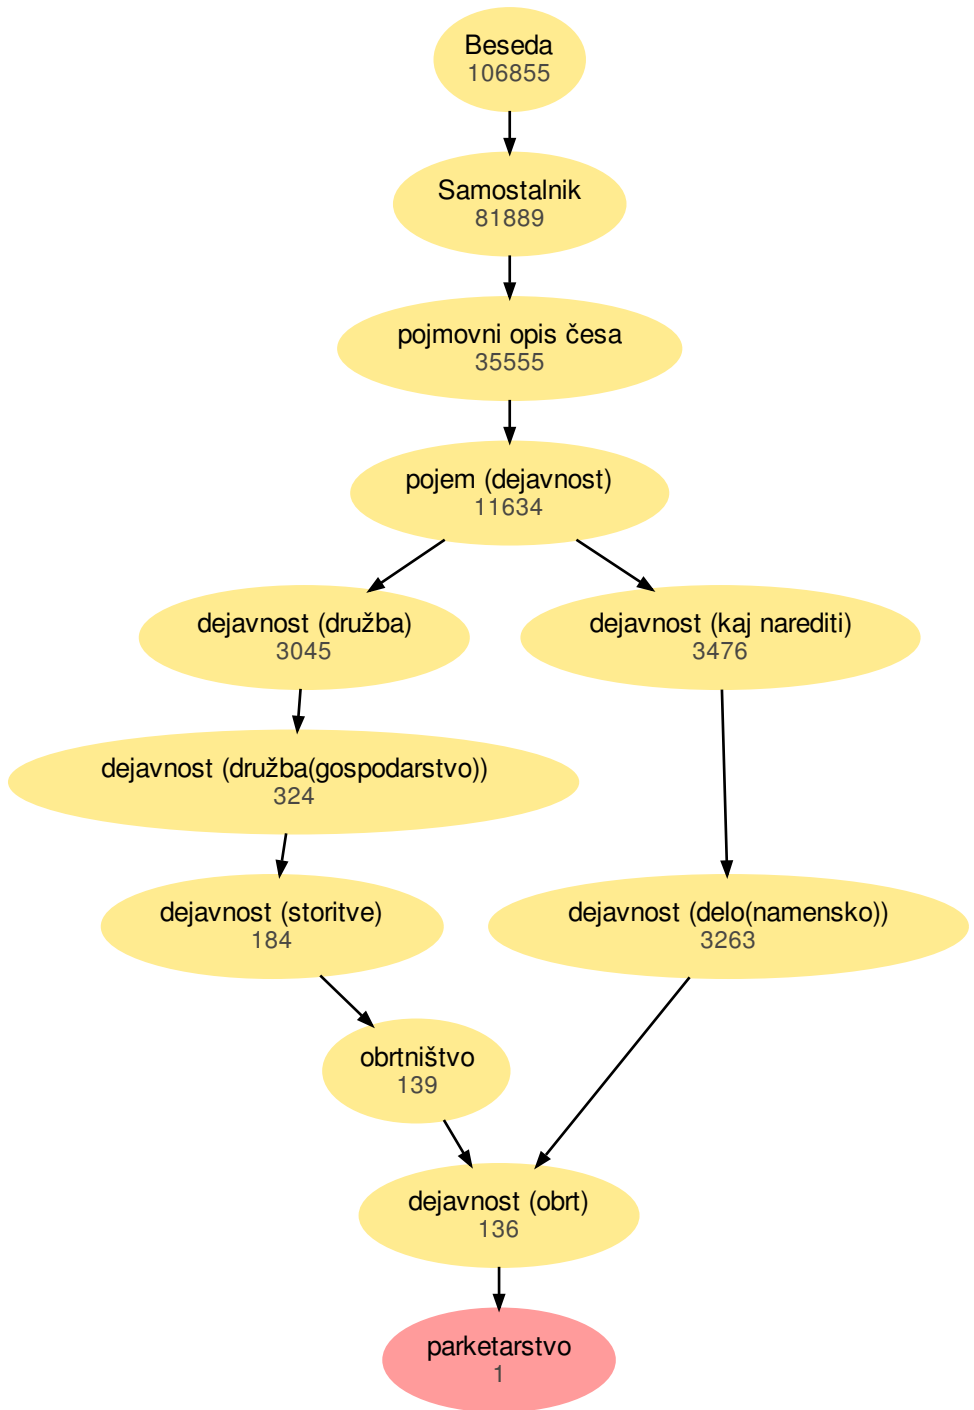 Beseda
106855
Samostalnik
81889
pojmovni opis česa
35555
pojem (dejavnost)
11634
dejavnost (družba)
3045
dejavnost (kaj narediti)
3476
dejavnost (družba(gospodarstvo))
324
dejavnost (storitve)
184
dejavnost (delo(namensko))
3263
obrtništvo
139
dejavnost (obrt)
136
parketarstvo
1